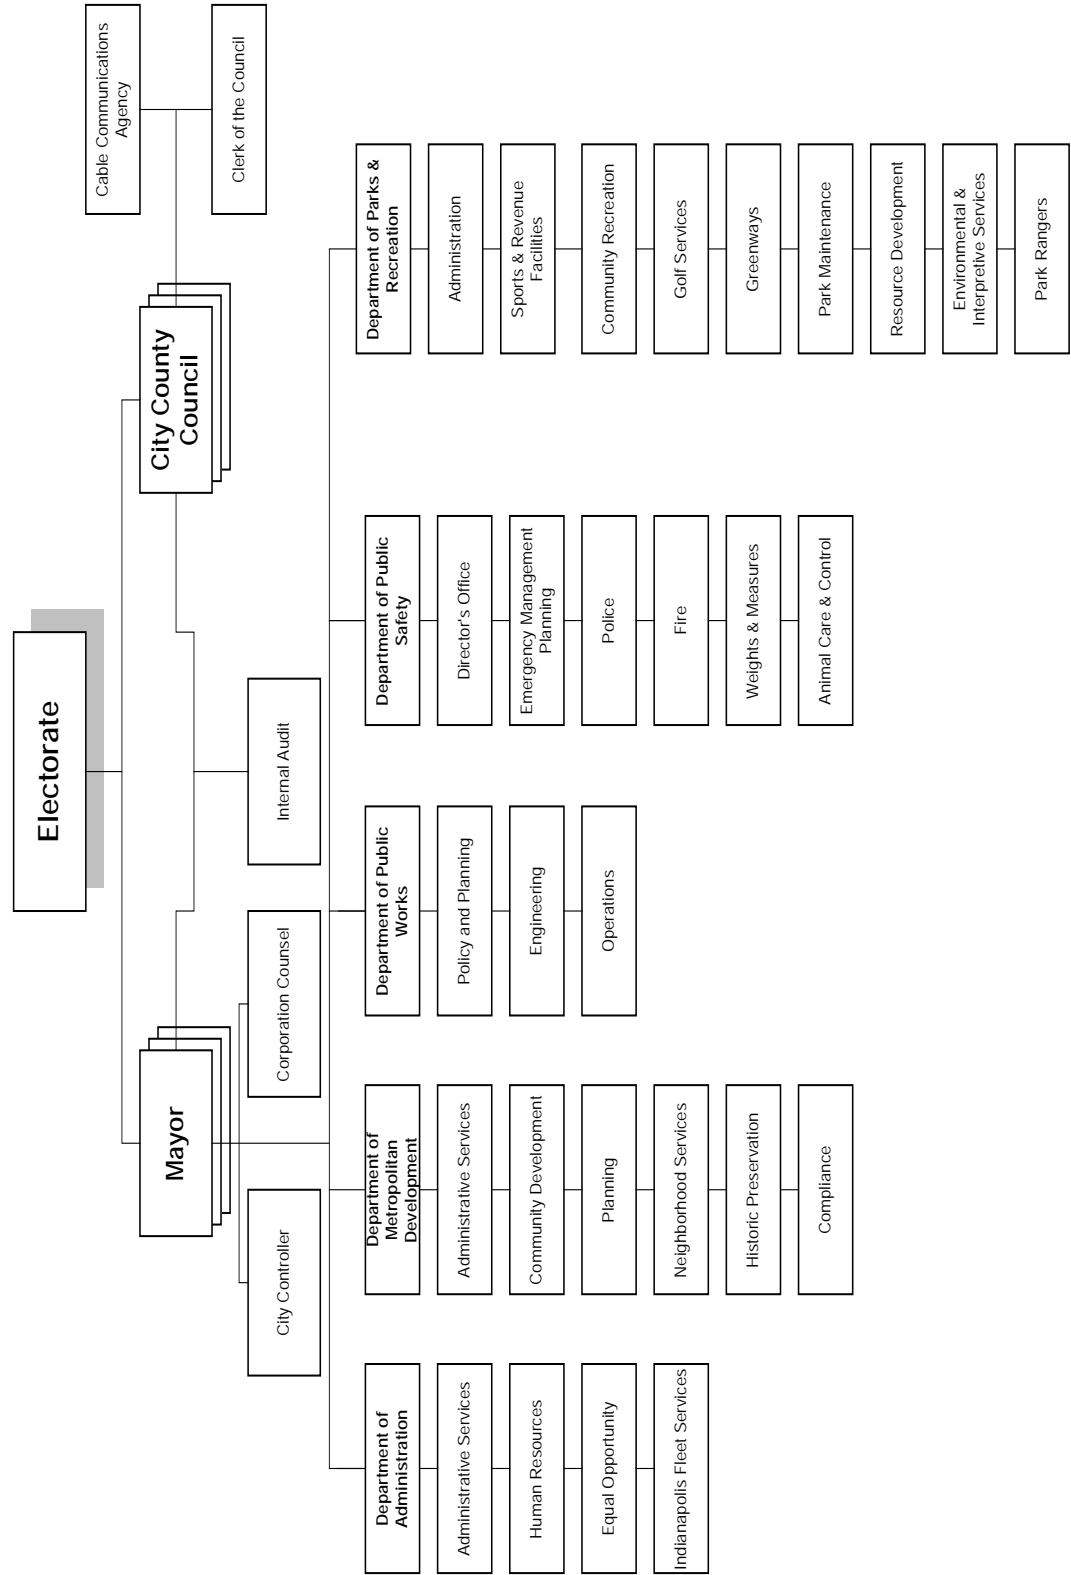 Electorate
Mayor
City County
Council
Cable Communications
Agency
Clerk of the Council
City Controller
Corporation Counsel
Internal Audit
Department of
Administration
Administrative Services
Human Resources
Equal Opportunity
Indianapolis Fleet Services
Department of
Metropolitan
Development
Administrative Services
Community Development
Planning
Neighborhood Services
Historic Preservation
Compliance
Department of Public
Works
Policy and Planning
Engineering
Operations
Department of Public
Safety
Director's Office
Emergency Management
Planning
Police
Fire
Weights & Measures
Animal Care & Control
Department of Parks &
Recreation
Administration
Sports & Revenue
Facilities
Community Recreation
Golf Services
Greenways
Park Maintenance
Resource Development
Environmental &
Interpretive Services
Park Rangers